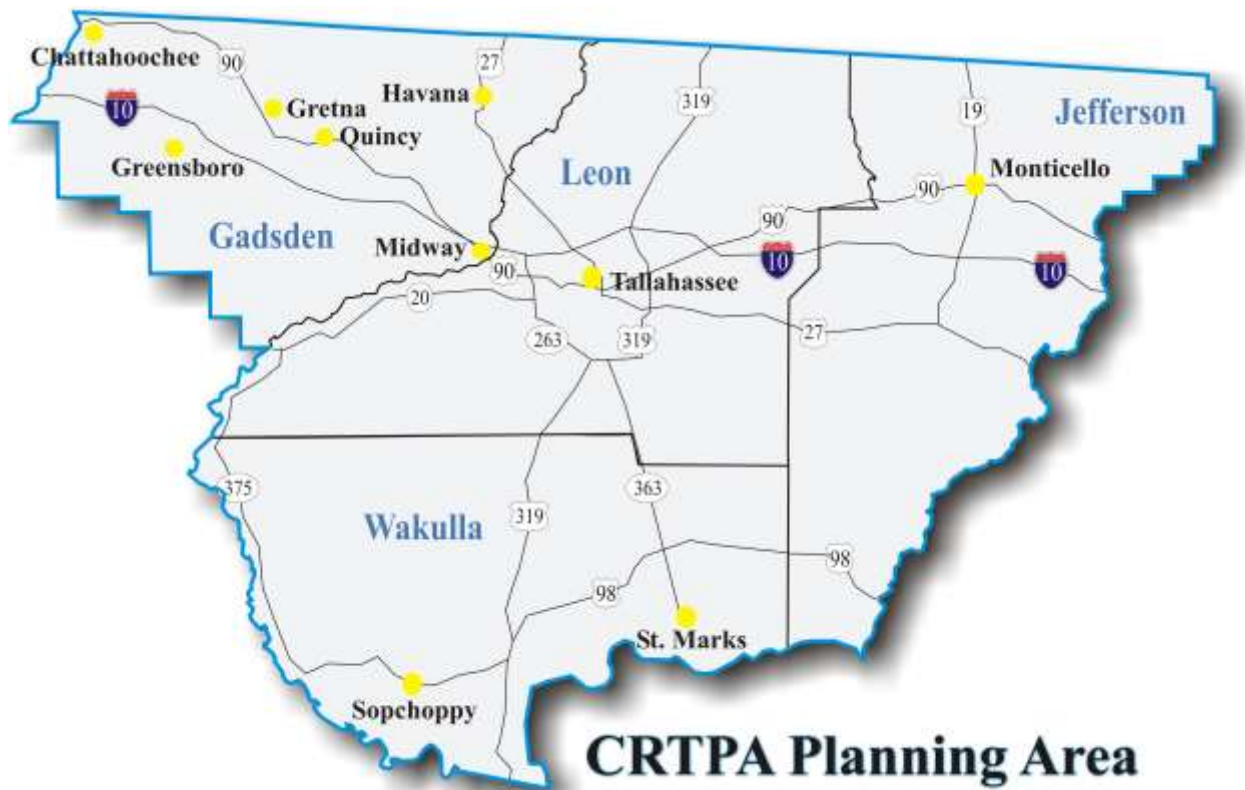 Chattahoochee
90
27
Havana
319
10
Gretna
19
Jefferson
Quincy
Greensboro
Leon
Monticello
90
Gadsden
90
Midway
10
10
90
Tallahassee
20
263
319
27
375
363
Wakulla
319
98
98
St. Marks
Sopchoppy
CRTPA Planning Area